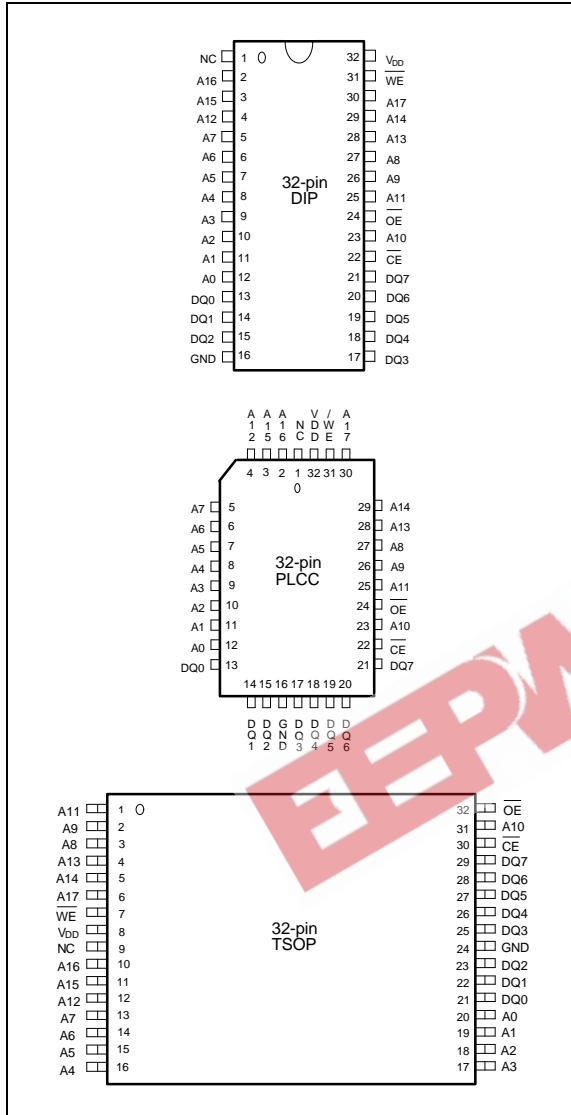 NC 1 32 VDD
A16 2 31 WE
A15 3 30 A17
A12 4 29 A14
A7 5 28 A13
A6 6 27 A8
A5 7 26 A9
A4 8 25 A11
A3 9 24 OE
A2 10 23 A10
A1 11 22 CE
A0 12 21 DQ7
DQ0 13 20 DQ6
DQ1 14 19 DQ5
DQ2 15 18 DQ4
GND 16 17 DQ3
32-pin
DIP
A12 A15 A16 NC VDD /WE A17
4 3 2 1 32 31 30
A7 5 29 A14
A6 6 28 A13
A5 7 27 A8
A4 8 26 A9
A3 9 25 A11
A2 10 24 OE
A1 11 23 A10
A0 12 22 CE
DQ0 13 21 DQ7
32-pin
PLCC
14 15 16 17 18 19 20
DQ1 DQ2 GND DQ3 DQ4 DQ5 DQ6
A11 1 32 OE
A9 2 31 A10
A8 3 30 CE
A13 4 29 DQ7
A14 5 28 DQ6
A17 6 27 DQ5
WE 7 26 DQ4
VDD 8 25 DQ3
NC 9 24 GND
A16 10 23 DQ2
A15 11 22 DQ1
A12 12 21 DQ0
A7 13 20 A0
A6 14 19 A1
A5 15 18 A2
A4 16 17 A3
32-pin
TSOP